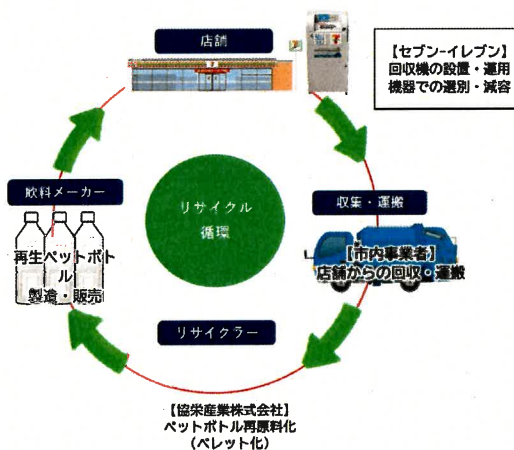 店舗
【セブン-イレブン】
回収機の設置・運用
機器での選別・減容
飲料メーカー
リサイクル
循環
収集・運搬
再生ペットボト
ル
製造・販売
【市内事業者】
店舗からの回収・運搬
リサイクラー
【協栄産業株式会社】
ペットボトル再原料化
（ペレット化）